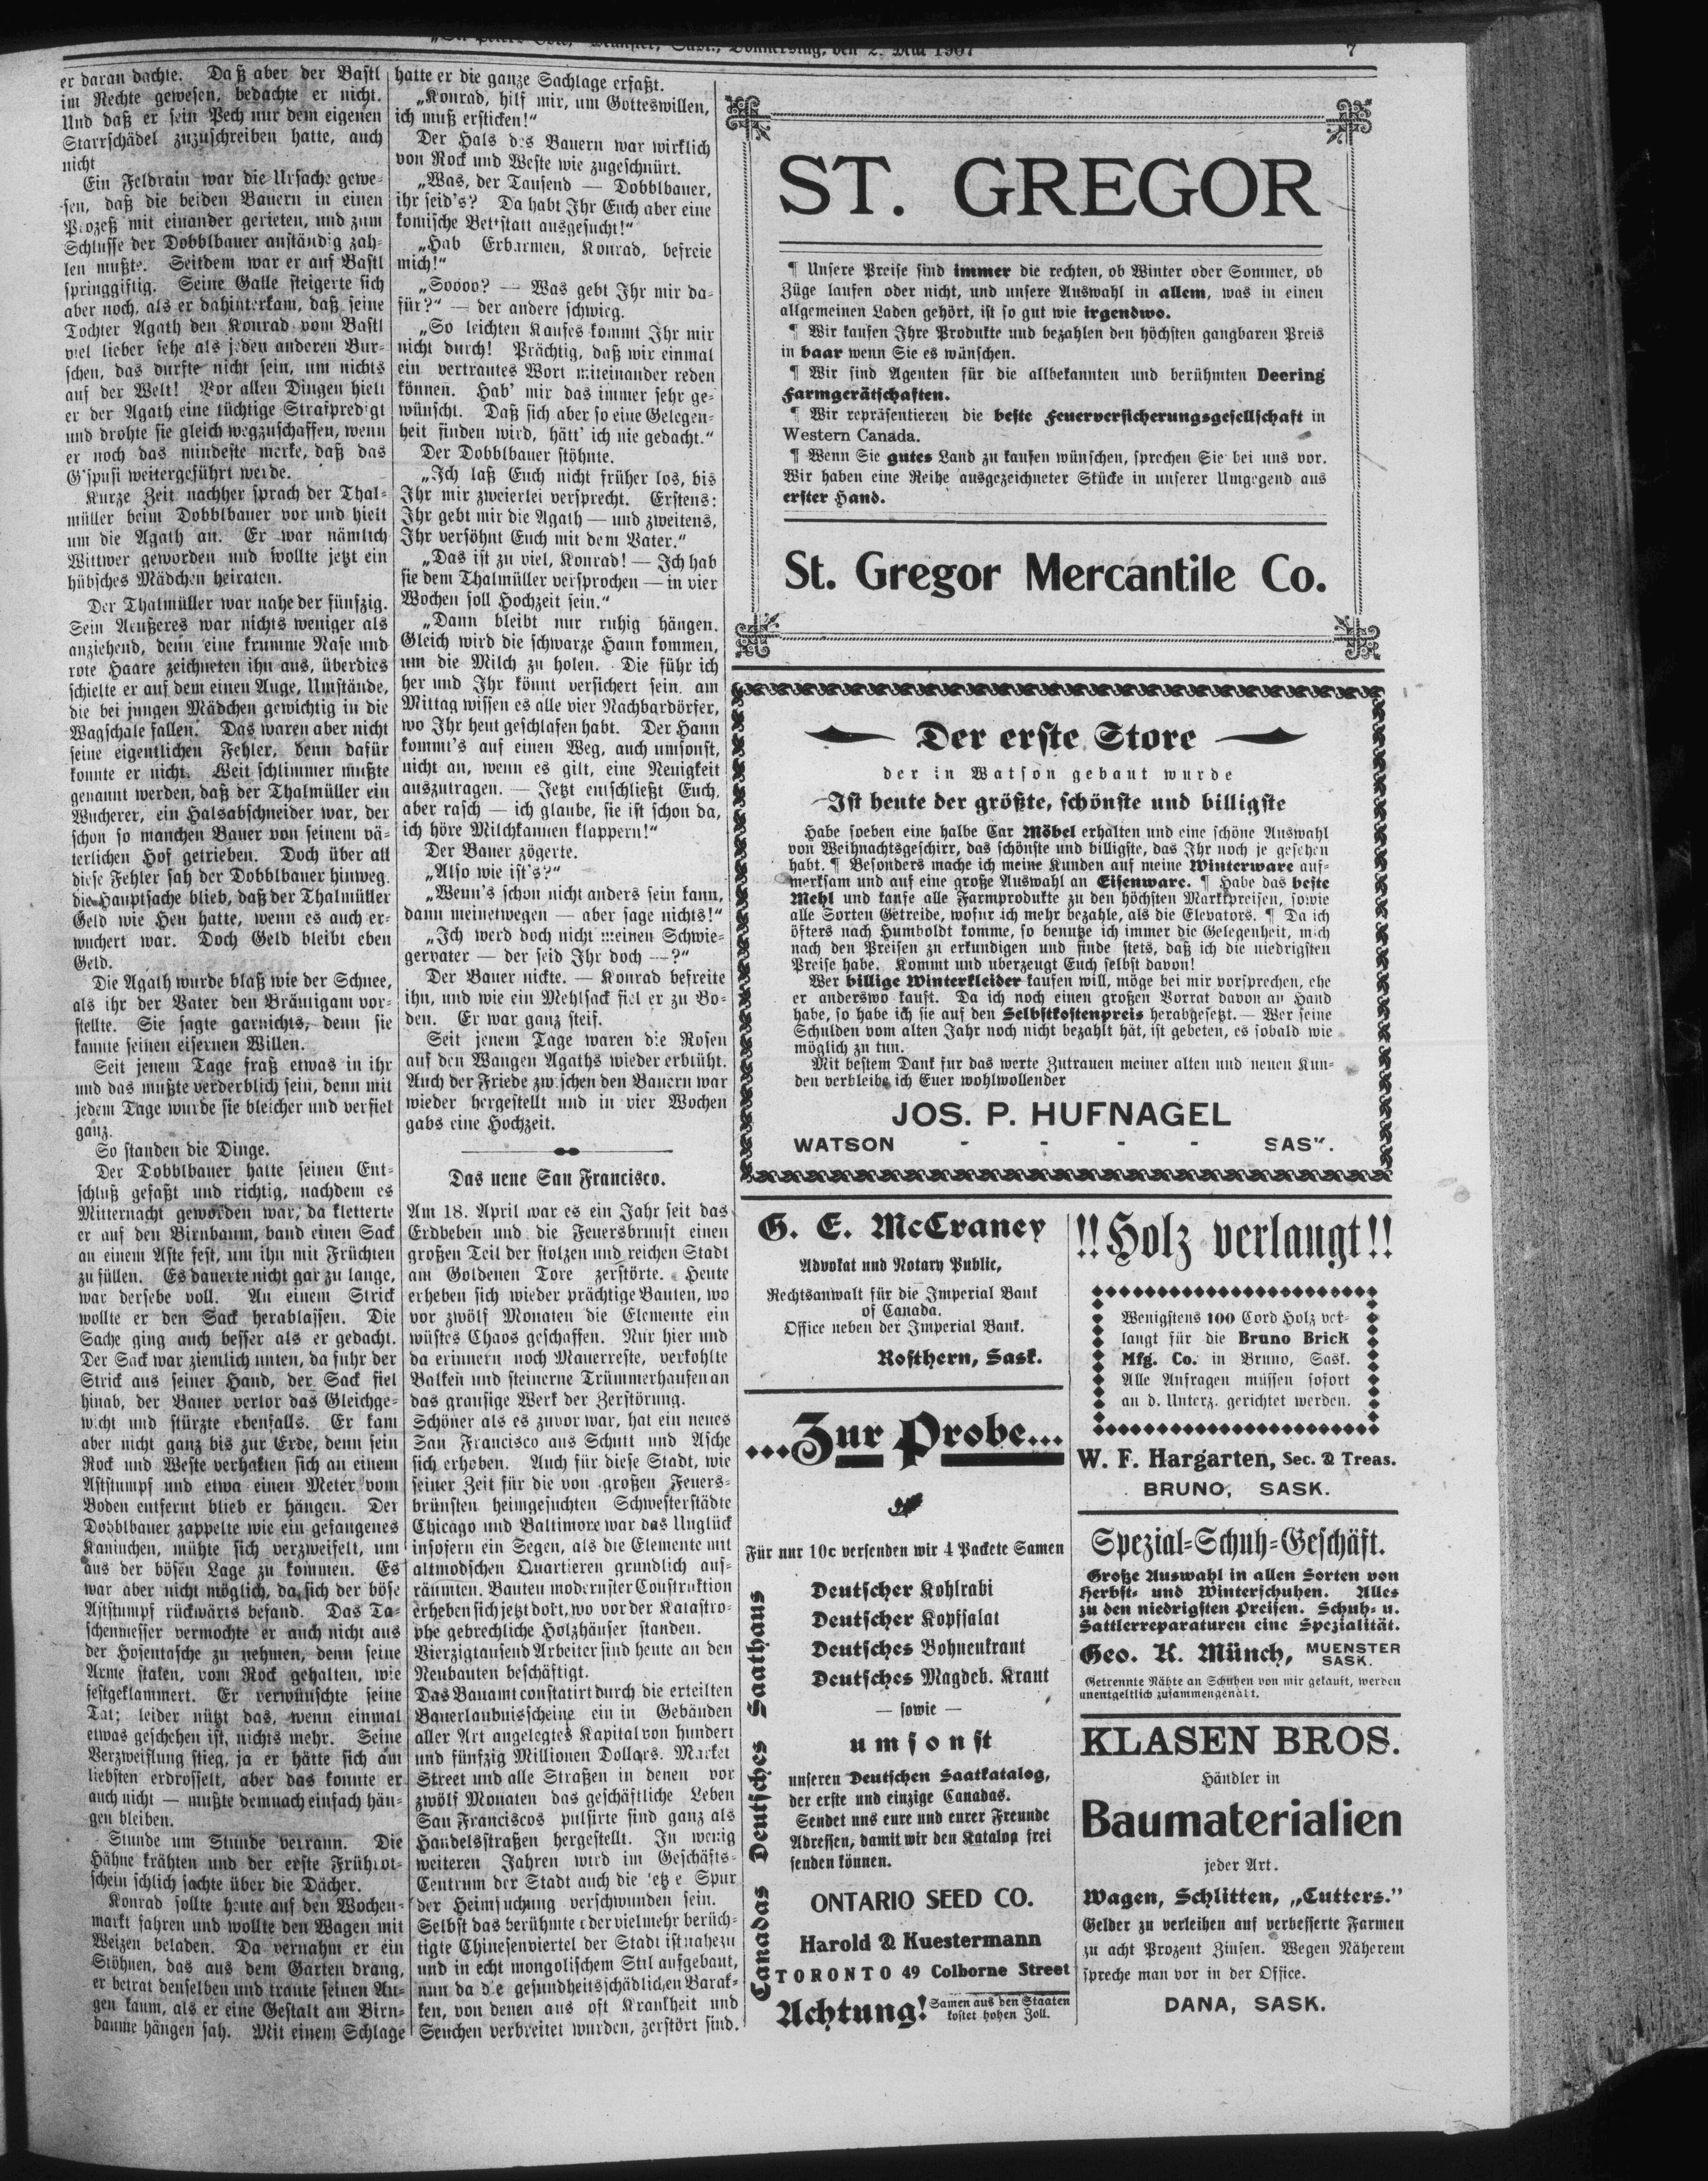 „St. Peters Bote," Münster, Sask., Donnerstag, den 2. Mai 1907
7
er daran dachte. Daß aber der Bastl
im Rechte gewesen, bedachte er nicht.
Und daß er sein Pech nur dem eigenen
Starrschädel zuzuschreiben hatte, auch
nicht
Ein Feldrain war die Ursache gewe-
sen, daß die beiden Bauern in einen
Prozeß mit einander gerieten, und zum
Schlusse der Dobblbauer anständig zah-
len mußte. Seitdem war er auf Bastl
springgiftig. Seine Galle steigerte sich
aber noch, als er dahinterkam, daß seine
Tochter Agath den Konrad vom Bastl
viel lieber sehe als jeden anderen Bur-
schen, das durfte nicht sein, um nichts
auf der Welt! Vor allen Dingen hielt
er der Agath eine tüchtige Strafpredigt
und drohte sie gleich wegzuschaffen, wenn
er noch das mindeste merke, daß das
G'spusi weitergeführt werde.
Kurze Zeit nachher sprach der Thal-
müller beim Dobblbauer vor und hielt
um die Agath an. Er war nämlich
Wittwer geworden und wollte jetzt ein
hübsches Mädchen heiraten.
Der Thalmüller war nahe der fünfzig.
Sein Aeußeres war nichts weniger als
anziehend, denn eine krumme Nase und
rote Haare zeichneten ihn aus, überdies
schielte er auf dem einen Auge, Umstände,
die bei jungen Mädchen gewichtig in die
Wagschale fallen. Das waren aber nicht
seine eigentlichen Fehler, denn dafür
konnte er nicht. Weit schlimmer mußte
genannt werden, daß der Thalmüller ein
Wucherer, ein Halsabschneider war, der
schon so manchen Bauer von seinem vä-
terlichen Hof getrieben. Doch über all
diese Fehler sah der Dobblbauer hinweg.
die Hauptsache blieb, daß der Thalmüller
Geld wie Heu hatte, wenn es auch er-
wuchert war. Doch Geld bleibt eben
Geld.
Die Agath wurde blaß wie der Schnee,
als ihr der Vater den Bräutigam vor-
stellte. Sie sagte garnichts, denn sie
kannte seinen eisernen Willen.
Seit jenem Tage fraß etwas in ihr
und das mußte verderblich sein, denn mit
jedem Tage wurde sie bleicher und verfiel
ganz.
So standen die Dinge.
Der Dobblbauer hatte seinen Ent-
schluß gefaßt und richtig, nachdem es
Mitternacht geworden war, da kletterte
er auf den Birnbaum, band einen Sack
an einem Aste fest, um ihn mit Früchten
zu füllen. Es dauerte nicht gar zu lange,
war dersebe voll. An einem Strick
wollte er den Sack herablassen. Die
Sache ging auch besser als er gedacht.
Der Sack war ziemlich unten, da fuhr der
Strick aus seiner Hand, der Sack fiel
hinab, der Bauer verlor das Gleichge-
wicht und stürzte ebenfalls. Er kam
aber nicht ganz bis zur Erde, denn sein
Rock und Weste verhakten sich an einem
Aststumpf und etwa einen Meter vom
Boden entfernt blieb er hängen. Der
Dobblbauer zappelte wie ein gefangenes
Kaninchen, mühte sich verzweifelt, um
aus der bösen Lage zu kommen. Es
war aber nicht möglich, da sich der böse
Aststumpf rückwärts befand. Das Ta-
schenmesser vermochte er auch nicht aus
der Hosentasche zu nehmen, denn seine
Arme staken, vom Rock gehalten, wie
festgeklammert. Er verwünschte seine
Tat; leider nützt das, wenn einmal
etwas geschehen ist, nichts mehr. Seine
Verzweiflung stieg, ja er hätte sich am
liebsten erdrosselt, aber das konnte er
auch nicht — mußte demnach einfach hän-
gen bleiben.
Stunde um Stunde verrann. Die
Hähne krähten und der erste Frührot-
schein schlich sachte über die Dächer.
Konrad sollte heute auf den Wochen-
markt fahren und wollte den Wagen mit
Weizen beladen. Da vernahm er ein
Stöhnen, das aus dem Garten drang,
er betrat denselben und traute seinen Au-
gen kaum, als er eine Gestalt am Birn-
baume hängen sah. Mit einem Schlage
hatte er die ganze Sachlage erfaßt.
„Konrad, hilf mir, um Gotteswillen,
ich muß ersticken!"
Der Hals des Bauern war wirklich
von Rock und Weste wie zugeschnürt.
„Was, der Tausend — Dobblbauer,
ihr seid's? Da habt Ihr Euch aber eine
komische Bettstatt ausgesucht!"
„Hab Erbarmen, Konrad, befreie
mich!"
„Soooo? — Was gebt Ihr mir da-
für?" — der andere schwieg.
„So leichten Kaufes kommt Ihr mir
nicht durch! Prächtig, daß wir einmal
ein vertrautes Wort miteinander reden
können. Hab' mir das immer sehr ge-
wünscht. Daß sich aber so eine Gelegen-
heit finden wird, hätt' ich nie gedacht."
Der Dobblbauer stöhnte.
„Ich laß Euch nicht früher los, bis
Ihr mir zweierlei versprecht. Erstens:
Ihr gebt mir die Agath — und zweitens,
Ihr versöhnt Euch mit dem Vater."
„Das ist zu viel, Konrad! — Ich hab
sie dem Thalmüller versprochen — in vier
Wochen soll Hochzeit sein."
„Dann bleibt nur ruhig hängen.
Gleich wird die schwarze Hann kommen,
um die Milch zu holen. Die führ ich
her und Ihr könnt versichert sein, am
Mittag wissen es alle vier Nachbardörfer,
wo Ihr heut geschlafen habt. Der Hann
kommt's auf einen Weg, auch umsonst,
nicht an, wenn es gilt, eine Neuigkeit
auszutragen. — Jetzt entschließt Euch,
aber rasch — ich glaube, sie ist schon da,
ich höre Milchkannen klappern!"
Der Bauer zögerte.
„Also wie ist's?"
„Wenn's schon nicht anders sein kann,
dann meinetwegen — aber sage nichts!"
„Ich werd doch nicht meinen Schwie-
gervater — der seid Ihr doch —?"
Der Bauer nickte. — Konrad befreite
ihn, und wie ein Mehlsack fiel er zu Bo-
den. Er war ganz steif.
Seit jenem Tage waren die Rosen
auf den Wangen Agaths wieder erblüht.
Auch der Friede zwischen den Bauern war
wieder hergestellt und in vier Wochen
gabs eine Hochzeit.
Das neue San Francisco.
Am 18. April war es ein Jahr seit das
Erdbeben und die Feuersbrunst einen
großen Teil der stolzen und reichen Stadt
am Goldenen Tore zerstörte. Heute
erheben sich wieder prächtige Bauten, wo
vor zwölf Monaten die Elemente ein
wüstes Chaos geschaffen. Nur hier und
da erinnern noch Mauerreste, verkohlte
Balken und steinerne Trümmerhaufen an
das grausige Werk der Zerstörung.
Schöner als es zuvor war, hat ein neues
San Francisco aus Schutt und Asche
sich erhoben. Auch für diese Stadt, wie
seiner Zeit für die von großen Feuers-
brünsten heimgesuchten Schwesterstädte
Chicago und Baltimore war das Unglück
insofern ein Segen, als die Elemente mit
altmodschen Quartieren grundlich auf-
räumten. Bauten modernster Construktion
erheben sich jetzt dort, wo vor der Katastro-
phe gebrechliche Holzhäuser standen.
Vierzigtausend Arbeiter sind heute an den
Neubauten beschäftigt.
Das Bauamt constatirt durch die erteilten
Bauerlaubnisscheine ein in Gebäuden
aller Art angelegtes Kapital von hundert
und fünfzig Millionen Dollars. Market
Street und alle Straßen in denen vor
zwölf Monaten das geschäftliche Leben
San Franciscos pulsirte sind ganz als
Handelsstraßen hergestellt. In wenig
weiteren Jahren wird im Geschäfts-
Centrum der Stadt auch die letzte Spur
der Heimsuchung verschwunden sein.
Selbst das berühmte oder vielmehr berüch-
tigte Chinesenviertel der Stadt ist nahezu
und in echt mongolischem Stil aufgebaut,
nun da die gesundheitsschädlichen Barak-
ken, von denen aus oft Krankheit und
Seuchen verbreitet wurden, zerstört sind.
ST. GREGOR
¶ Unsere Preise sind immer die rechten, ob Winter oder Sommer, ob
Züge laufen oder nicht, und unsere Auswahl in allem, was in einen
allgemeinen Laden gehört, ist so gut wie irgendwo.
¶ Wir kaufen Ihre Produkte und bezahlen den höchsten gangbaren Preis
in baar wenn Sie es wünschen.
¶ Wir sind Agenten für die allbekannten und berühmten Deering
Farmgerätschaften.
¶ Wir repräsentieren die beste Feuerversicherungsgesellschaft in
Western Canada.
¶ Wenn Sie gutes Land zu kaufen wünschen, sprechen Sie bei uns vor.
Wir haben eine Reihe ausgezeichneter Stücke in unserer Umgegend aus
erster Hand.
St. Gregor Mercantile Co.
Der erste Store
der in Watson gebaut wurde
Ist heute der größte, schönste und billigste
Habe soeben eine halbe Car Möbel erhalten und eine schöne Auswahl
von Weihnachtsgeschirr, das schönste und billigste, das Ihr noch je gesehen
habt. ¶ Besonders mache ich meine Kunden auf meine Winterware auf-
merksam und auf eine große Auswahl an Eisenware. ¶ Habe das beste
Mehl und kaufe alle Farmprodukte zu den höchsten Marktpreisen, sowie
alle Sorten Getreide, wofur ich mehr bezahle, als die Elevators. ¶ Da ich
öfters nach Humboldt komme, so benutze ich immer die Gelegenheit, mich
nach den Preisen zu erkundigen und finde stets, daß ich die niedrigsten
Preise habe. Kommt und uberzeugt Euch selbst davon!
Wer billige Winterkleider kaufen will, möge bei mir vorsprechen, ehe
er anderswo kauft. Da ich noch einen großen Vorrat davon an Hand
habe, so habe ich sie auf den Selbstkostenpreis herabgesetzt. — Wer seine
Schulden vom alten Jahr noch nicht bezahlt hat, ist gebeten, es sobald wie
möglich zu tun.
Mit bestem Dank fur das werte Zutrauen meiner alten und neuen Kun-
den verbleibe ich Euer wohlwollender
JOS. P. HUFNAGEL
WATSON - - - - SASK.
G. E. McCraney
Advokat und Notary Public,
Rechtsanwalt für die Imperial Bank
of Canada.
Office neben der Imperial Bank.
Rosthern, Sask.
...Zur Probe...
Für nur 10c versenden wir 4 Packete Samen
Canadas Deutsches Saathaus
Deutscher Kohlrabi
Deutscher Kopfsalat
Deutsches Bohnenkraut
Deutsches Magdeb. Kraut
— sowie —
umsonst
unseren Deutschen Saatkatalog,
der erste und einzige Canadas.
Sendet uns eure und eurer Freunde
Adressen, damit wir den Katalog frei
senden können.
ONTARIO SEED CO.
Harold & Kuestermann
TORONTO 49 Colborne Street
Achtung! Samen aus den Staaten
kostet hohen Zoll.
!!Holz verlangt!!
Wenigstens 100 Cord Holz ver-
langt für die Bruno Brick
Mfg. Co. in Bruno, Sask.
Alle Anfragen müssen sofort
an d. Unterz. gerichtet werden.
W. F. Hargarten, Sec. & Treas.
BRUNO, SASK.
Spezial-Schuh-Geschäft.
Große Auswahl in allen Sorten von
Herbst- und Winterschuhen. Alles
zu den niedrigsten Preisen. Schuh- u.
Sattlerreparaturen eine Spezialität.
Geo. K. Münch, MUENSTER
SASK.
Getrennte Nähte an Schuhen von mir gekauft, werden
unentgeltlich zusammengenäht.
KLASEN BROS.
Händler in
Baumaterialien
jeder Art.
Wagen, Schlitten, „Cutters."
Gelder zu verleihen auf verbesserte Farmen
zu acht Prozent Zinsen. Wegen Näherem
spreche man vor in der Office.
DANA, SASK.